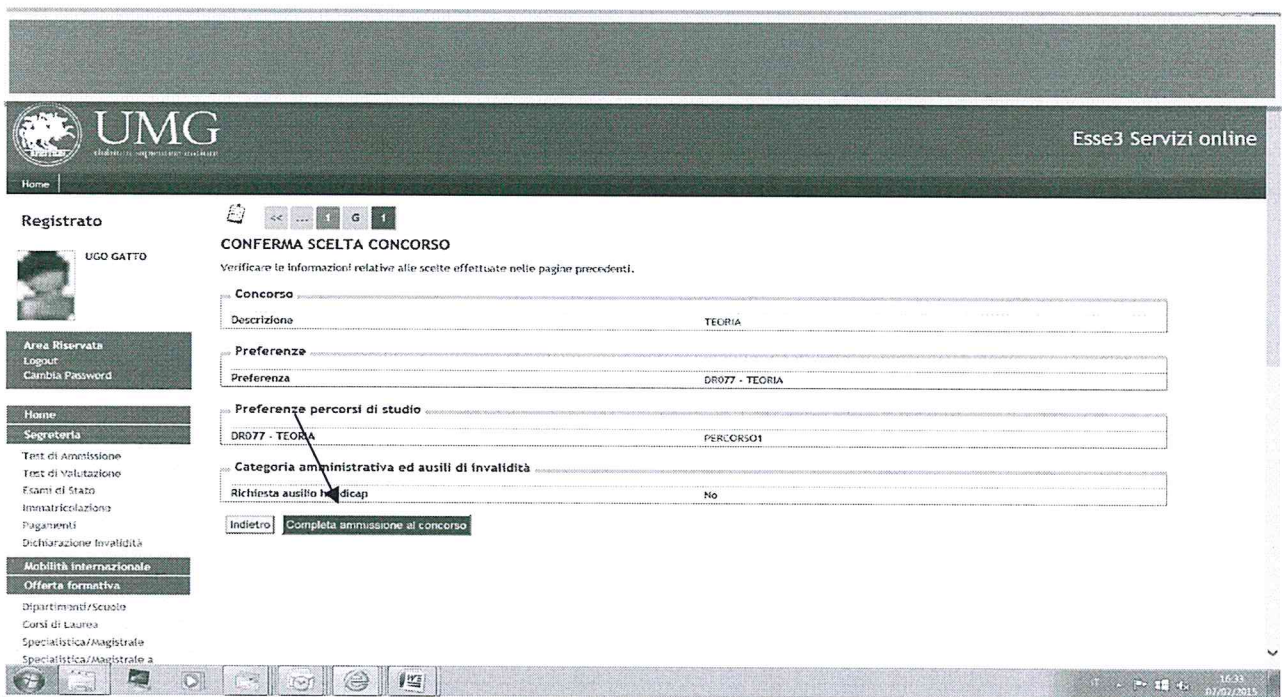 UMG
Esse3 Servizi online
Home
Registrato
UGO GATTO
Area Riservata
Logout
Cambia Password
Home
Segreteria
Test di Ammissione
Test di Valutazione
Esami di Stato
Immatricolazione
Pagamenti
Dichiarazione Invalidità
Mobilità internazionale
Offerta formativa
Dipartimenti/Scuole
Corsi di Laurea
Specialistica/Magistrale
Specialistica/Magistrale a
<< ... 1 G 1
CONFERMA SCELTA CONCORSO
Verificare le informazioni relative alle scelte effettuate nelle pagine precedenti.
Concorso
Descrizione TEORIA
Preferenze
Preferenza DR077 - TEORIA
Preferenze percorsi di studio
DR077 - TEORIA PERCORSO1
Categoria amministrativa ed ausili di invalidità
Richiesta ausilio handicap No
Indietro Completa ammissione al concorso
IT 16:33
07/02/2015